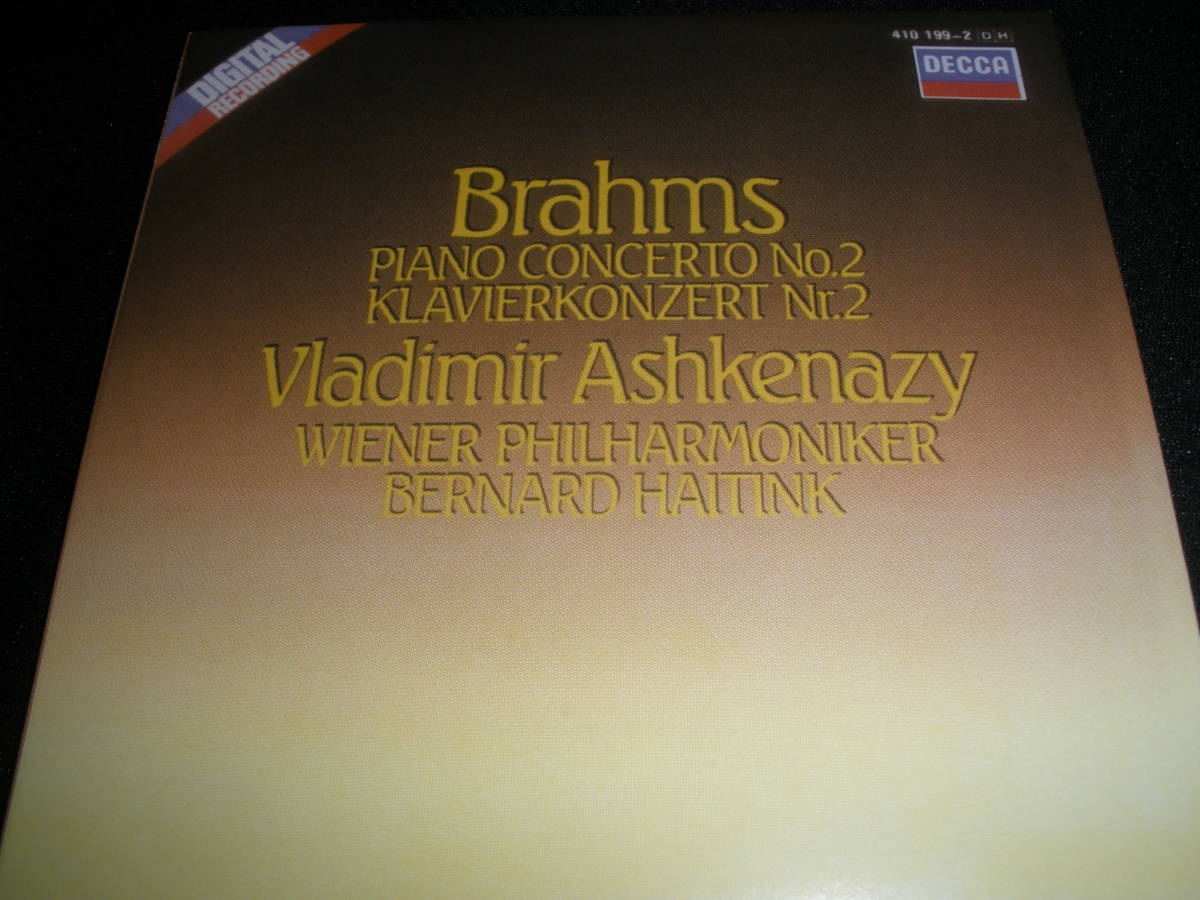 DIGITAL
RECORDING
410 199-2 DH
DECCA
Brahms
PIANO CONCERTO No.2
KLAVIERKONZERT Nr.2
Vladimir Ashkenazy
WIENER PHILHARMONIKER
BERNARD HAITINK